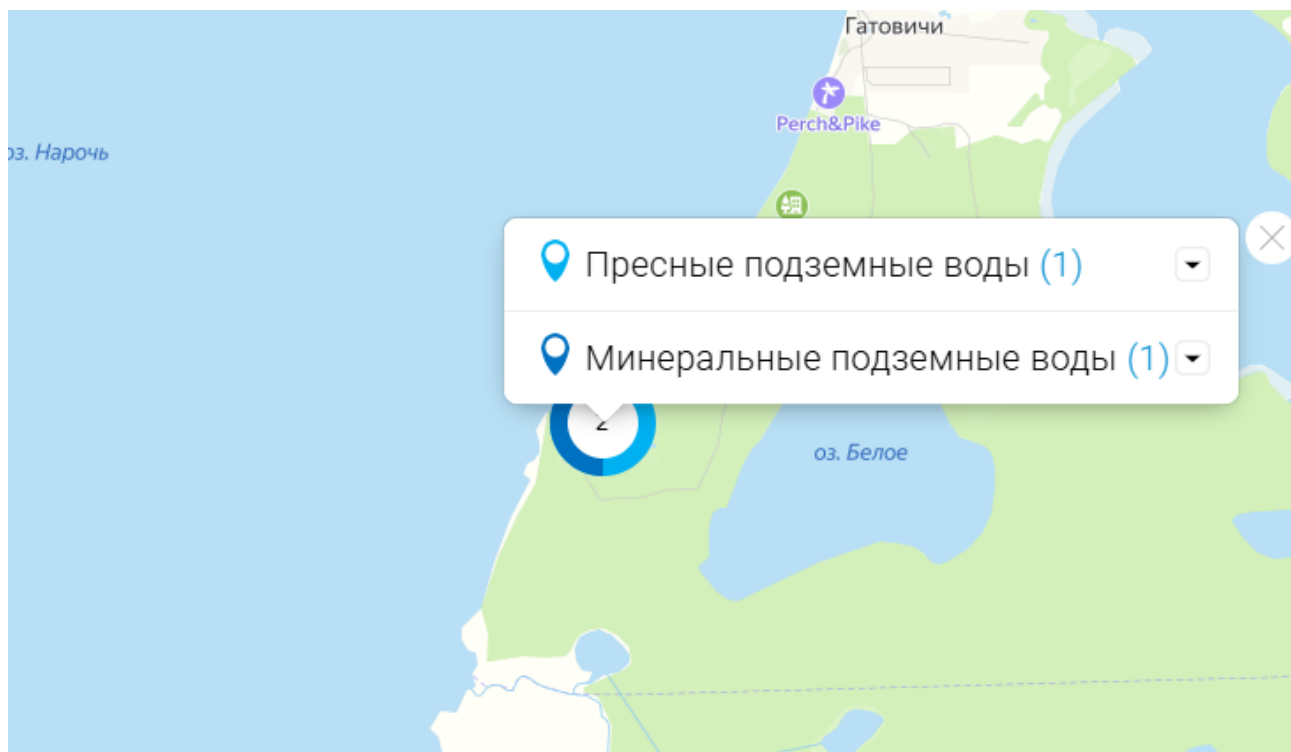 Гатовичи
Perch&Pike
оз. Нарочь
Пресные подземные воды (1)
Минеральные подземные воды (1)
2
оз. Белое